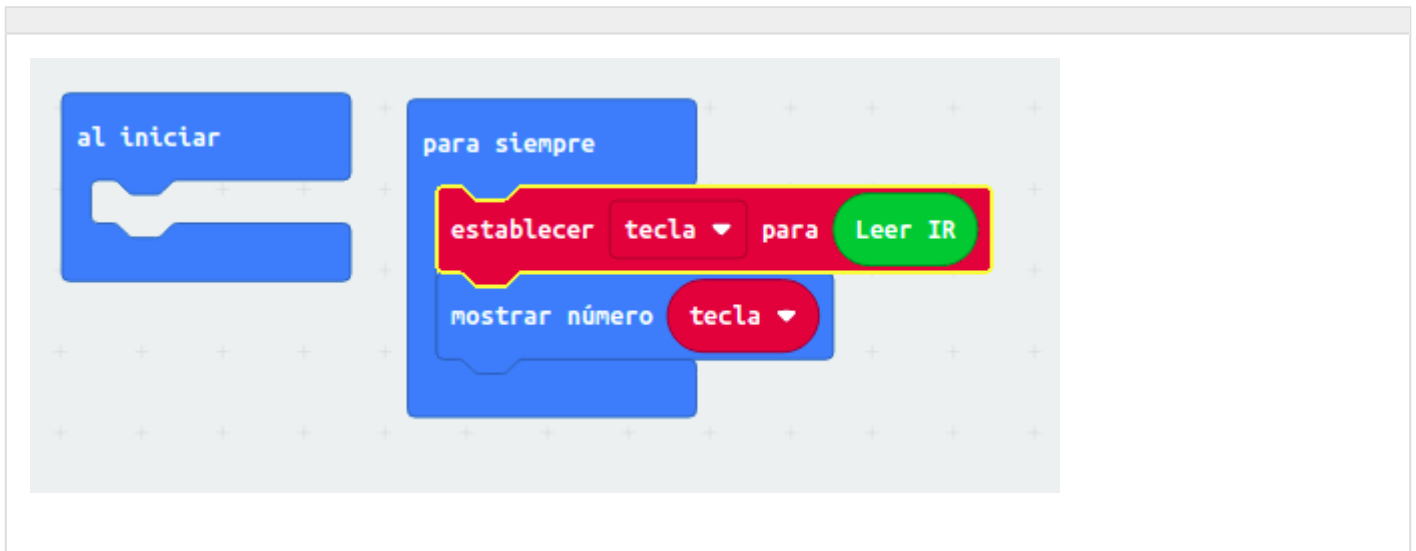 al iniciar
para siempre
establecer tecla para Leer IR
mostrar número tecla